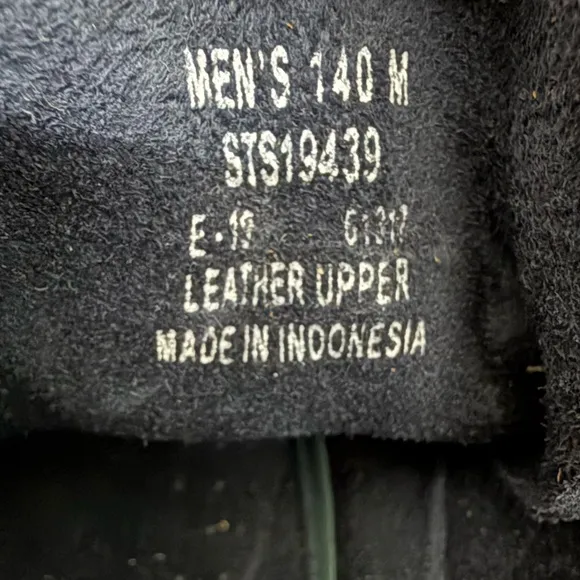 MEN'S 140 M
STS19439
E-19
LEATHER UPPER
MADE IN INDONESIA